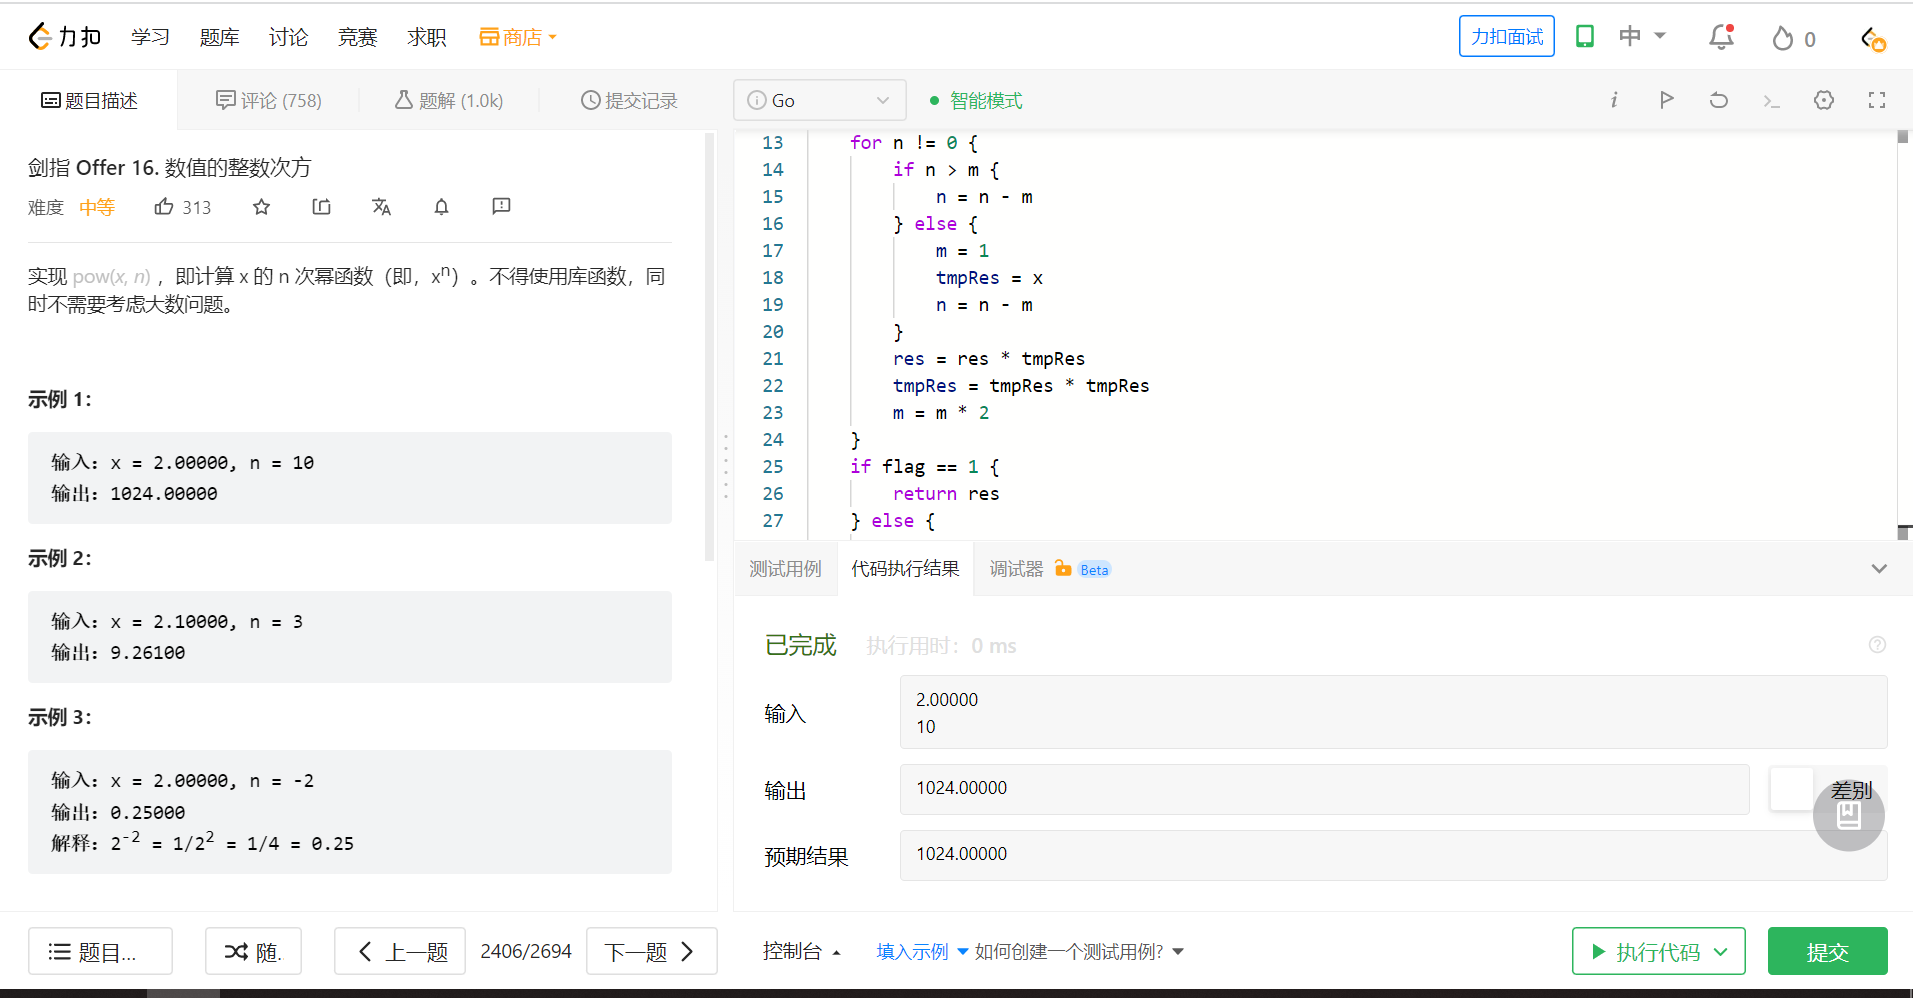 力扣 学习 题库 讨论 竞赛 求职 商店 力扣面试 中 0
题目描述 评论 (758) 题解 (1.0k) 提交记录
剑指 Offer 16. 数值的整数次方
难度 中等 313
实现 pow(x, n) ，即计算 x 的 n 次幂函数（即，xⁿ）。不得使用库函数，同
时不需要考虑大数问题。
示例 1：
输入：x = 2.00000, n = 10
输出：1024.00000
示例 2：
输入：x = 2.10000, n = 3
输出：9.26100
示例 3：
输入：x = 2.00000, n = -2
输出：0.25000
解释：2⁻² = 1/2² = 1/4 = 0.25
题目... 随. 上一题 2406/2694 下一题
i Go 智能模式 i
13 for n != 0 {
14 if n > m {
15 n = n - m
16 } else {
17 m = 1
18 tmpRes = x
19 n = n - m
20 }
21 res = res * tmpRes
22 tmpRes = tmpRes * tmpRes
23 m = m * 2
24 }
25 if flag == 1 {
26 return res
27 } else {
测试用例 代码执行结果 调试器 Beta
已完成 执行用时：0 ms
输入 2.00000
10
输出 1024.00000 差别
预期结果 1024.00000
控制台 填入示例 如何创建一个测试用例? 执行代码 提交